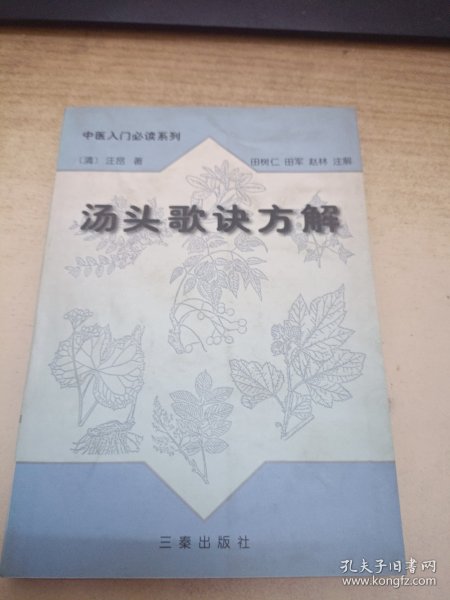 中医入门必读系列
（清）汪昂 著
田树仁 田军 赵林 注解
汤头歌诀方解
三秦出版社
孔夫子旧书网
www.kongfz.com